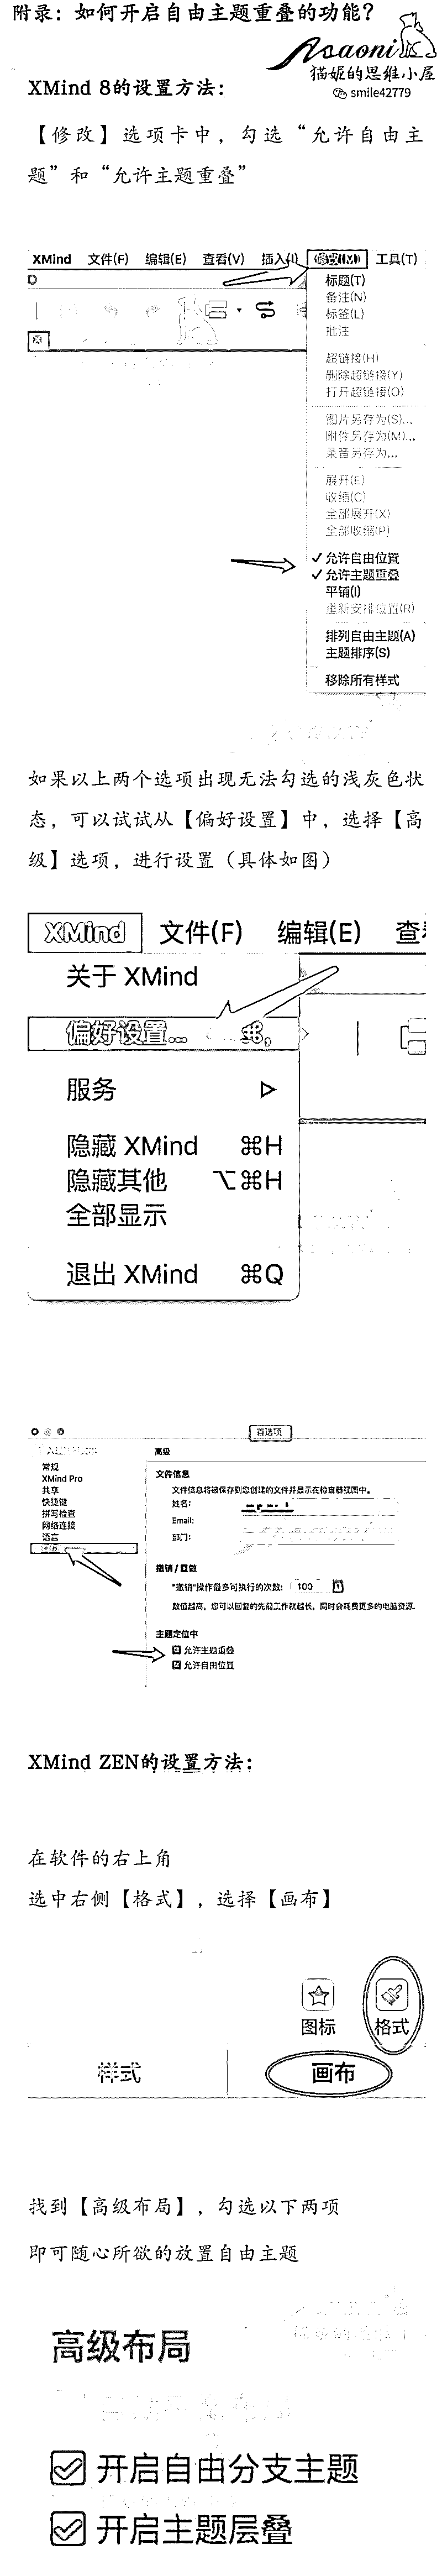 附录：如何开启自由主题重叠的功能？
Asaoni
猫妮的思维小屋
smile42779
XMind 8的设置方法：
【修改】选项卡中，勾选“允许自由主
题”和“允许主题重叠”
XMind 文件(F) 编辑(E) 查看(V) 插入(I) 修改(M) 工具(T)
标题(T)
备注(N)
标签(L)
批注
超链接(H)
删除超链接(Y)
打开超链接(O)
图片另存为(S)...
附件另存为(M)...
录音另存为...
展开(E)
收缩(C)
全部展开(X)
全部收缩(P)
✓允许自由位置
✓允许主题重叠
平铺(I)
重新安排位置(R)
排列自由主题(A)
主题排序(S)
移除所有样式
如果以上两个选项出现无法勾选的浅灰色状
态，可以试试从【偏好设置】中，选择【高
级】选项，进行设置（具体如图）
XMind 文件(F) 编辑(E) 查看
关于 XMind
偏好设置... ⌘,
服务
隐藏 XMind ⌘H
隐藏其他 ⌥⌘H
全部显示
退出 XMind ⌘Q
首选项
高级
常规
XMind Pro
共享
快捷键
拼写检查
网络连接
语言
文件信息
文件信息将被保存到您创建的文件并显示在检查器视图中。
姓名:
Email:
部门:
撤销 / 重做
"撤销"操作最多可执行的次数: 100
数值越高，您可以回复的先前工作就越长，同时会耗费更多的电脑资源.
主题定位中
允许主题重叠
允许自由位置
XMind ZEN的设置方法：
在软件的右上角
选中右侧【格式】，选择【画布】
图标 格式
样式 画布
找到【高级布局】，勾选以下两项
即可随心所欲的放置自由主题
高级布局
开启自由分支主题
开启主题层叠